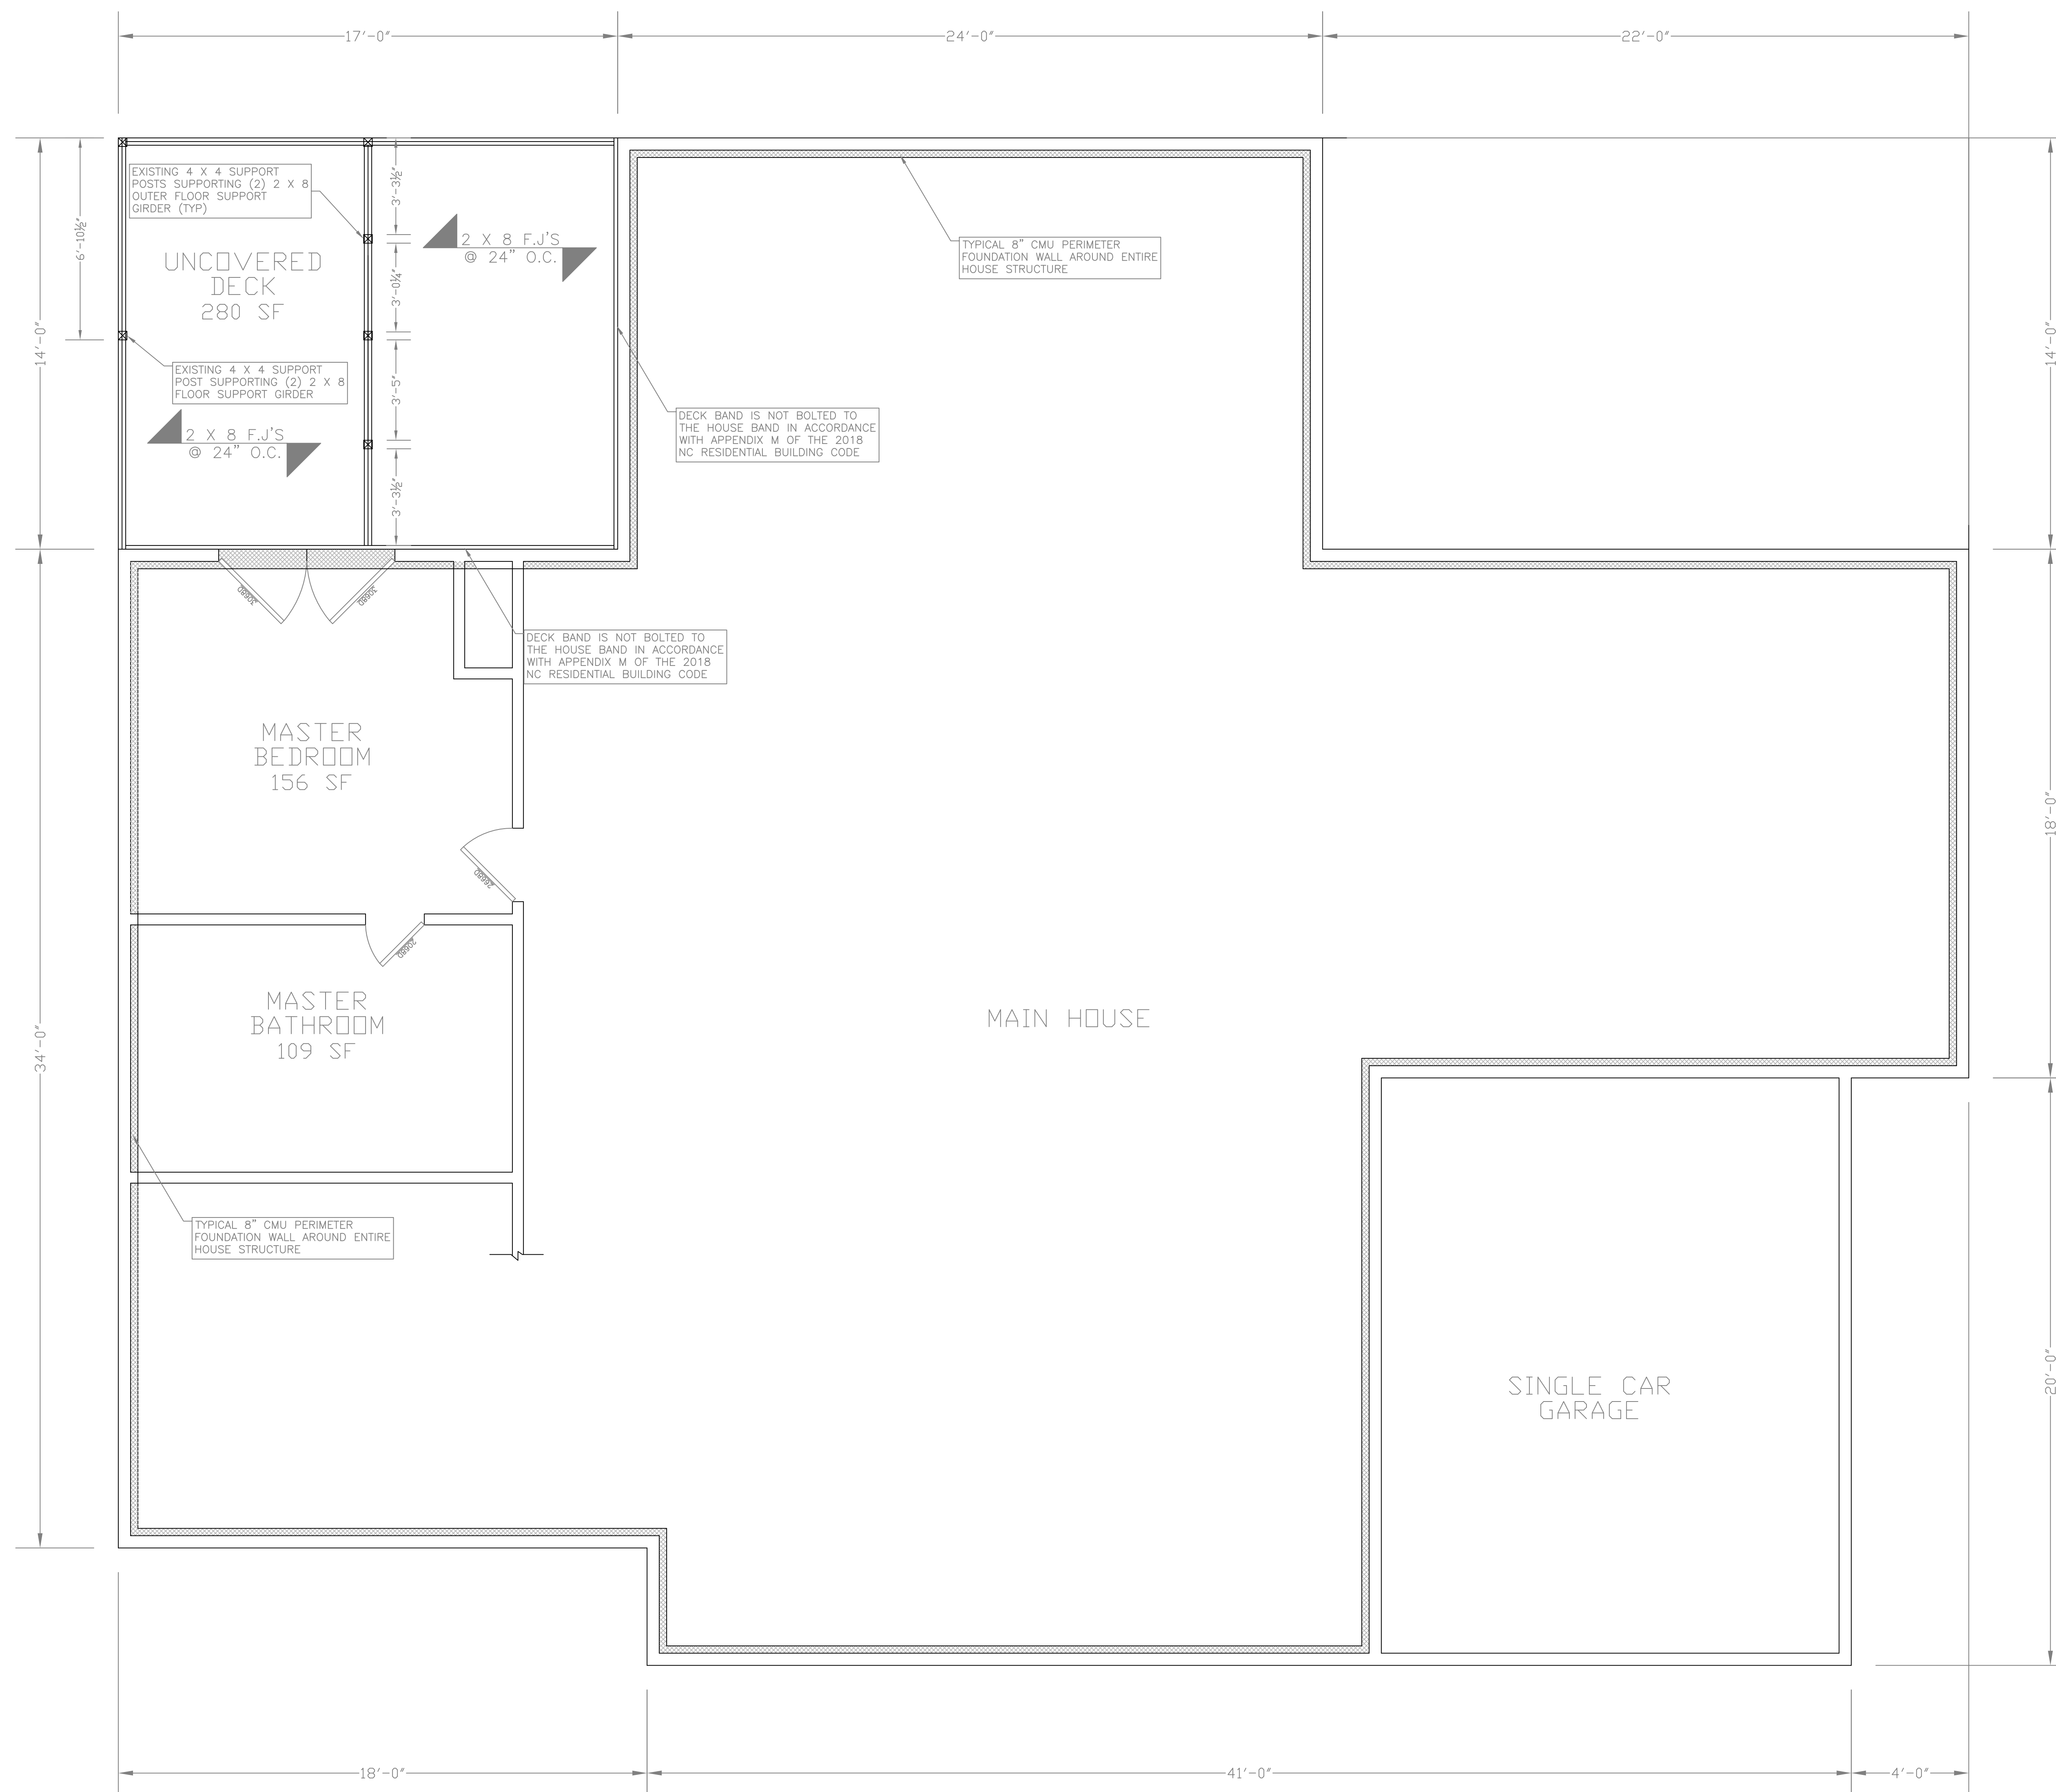 17'-0"
24'-0"
22'-0"
14'-0"
6'-10½"
EXISTING 4 X 4 SUPPORT
POSTS SUPPORTING (2) 2 X 8
OUTER FLOOR SUPPORT
GIRDER (TYP)
UNCOVERED
DECK
280 SF
EXISTING 4 X 4 SUPPORT
POST SUPPORTING (2) 2 X 8
FLOOR SUPPORT GIRDER
2 X 8 F.J'S
@ 24" O.C.
3'-3½"
3'-0¼"
3'-5"
3'-3½"
2 X 8 F.J'S
@ 24" O.C.
TYPICAL 8" CMU PERIMETER
FOUNDATION WALL AROUND ENTIRE
HOUSE STRUCTURE
DECK BAND IS NOT BOLTED TO
THE HOUSE BAND IN ACCORDANCE
WITH APPENDIX M OF THE 2018
NC RESIDENTIAL BUILDING CODE
14'-0"
3068D
3068D
DECK BAND IS NOT BOLTED TO
THE HOUSE BAND IN ACCORDANCE
WITH APPENDIX M OF THE 2018
NC RESIDENTIAL BUILDING CODE
MASTER
BEDROOM
156 SF
18'-0"
2668D
2068D
MASTER
BATHROOM
109 SF
34'-0"
MAIN HOUSE
TYPICAL 8" CMU PERIMETER
FOUNDATION WALL AROUND ENTIRE
HOUSE STRUCTURE
SINGLE CAR
GARAGE
20'-0"
18'-0"
41'-0"
4'-0"